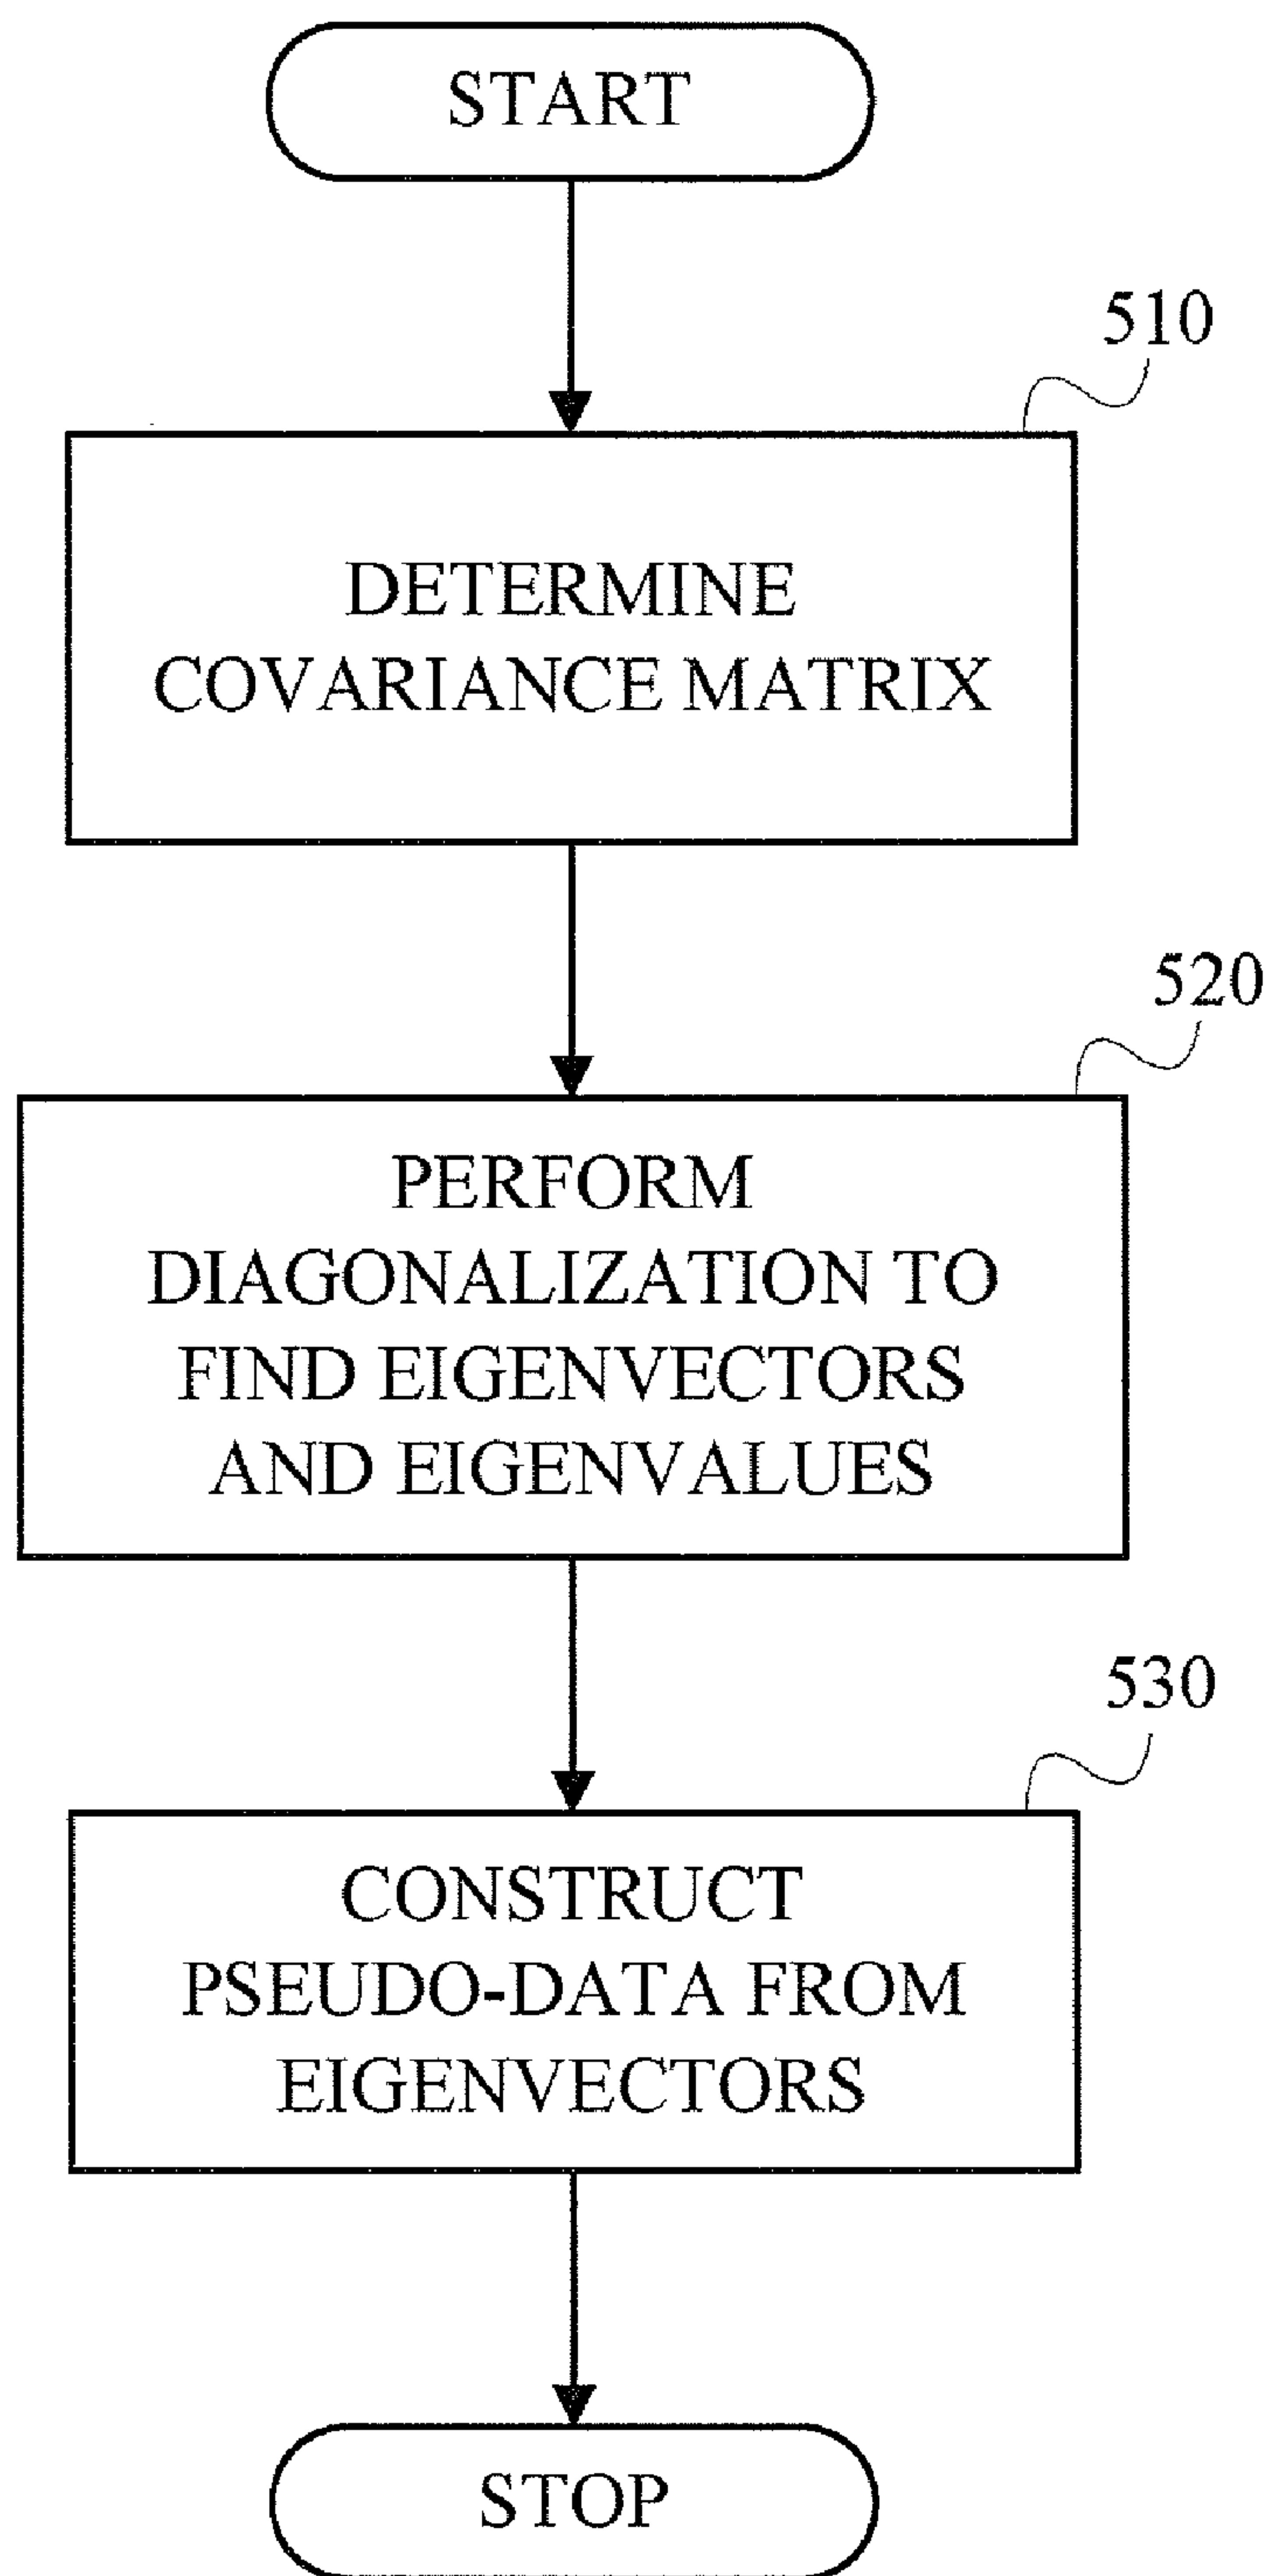 START
510
DETERMINE
COVARIANCE MATRIX
520
PERFORM
DIAGONALIZATION TO
FIND EIGENVECTORS
AND EIGENVALUES
530
CONSTRUCT
PSEUDO-DATA FROM
EIGENVECTORS
STOP